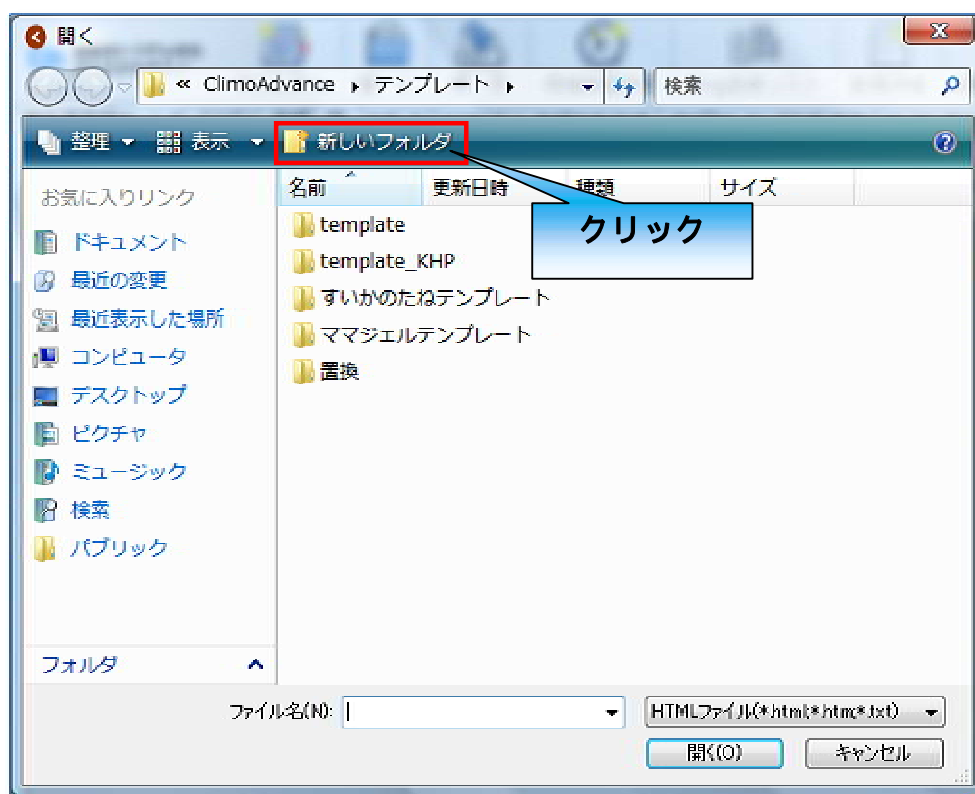 開く
« ClimoAdvance ▸ テンプレート ▸
検索
整理
表示
新しいフォルダ
クリック
お気に入りリンク
ドキュメント
最近の変更
最近表示した場所
コンピュータ
デスクトップ
ピクチャ
ミュージック
検索
パブリック
フォルダ
名前 更新日時 種類 サイズ
template
template_KHP
すいかのたねテンプレート
ママジェルテンプレート
置換
ファイル名(N):
HTMLファイル(*.html;*.htm;*.txt)
開く(O)
キャンセル